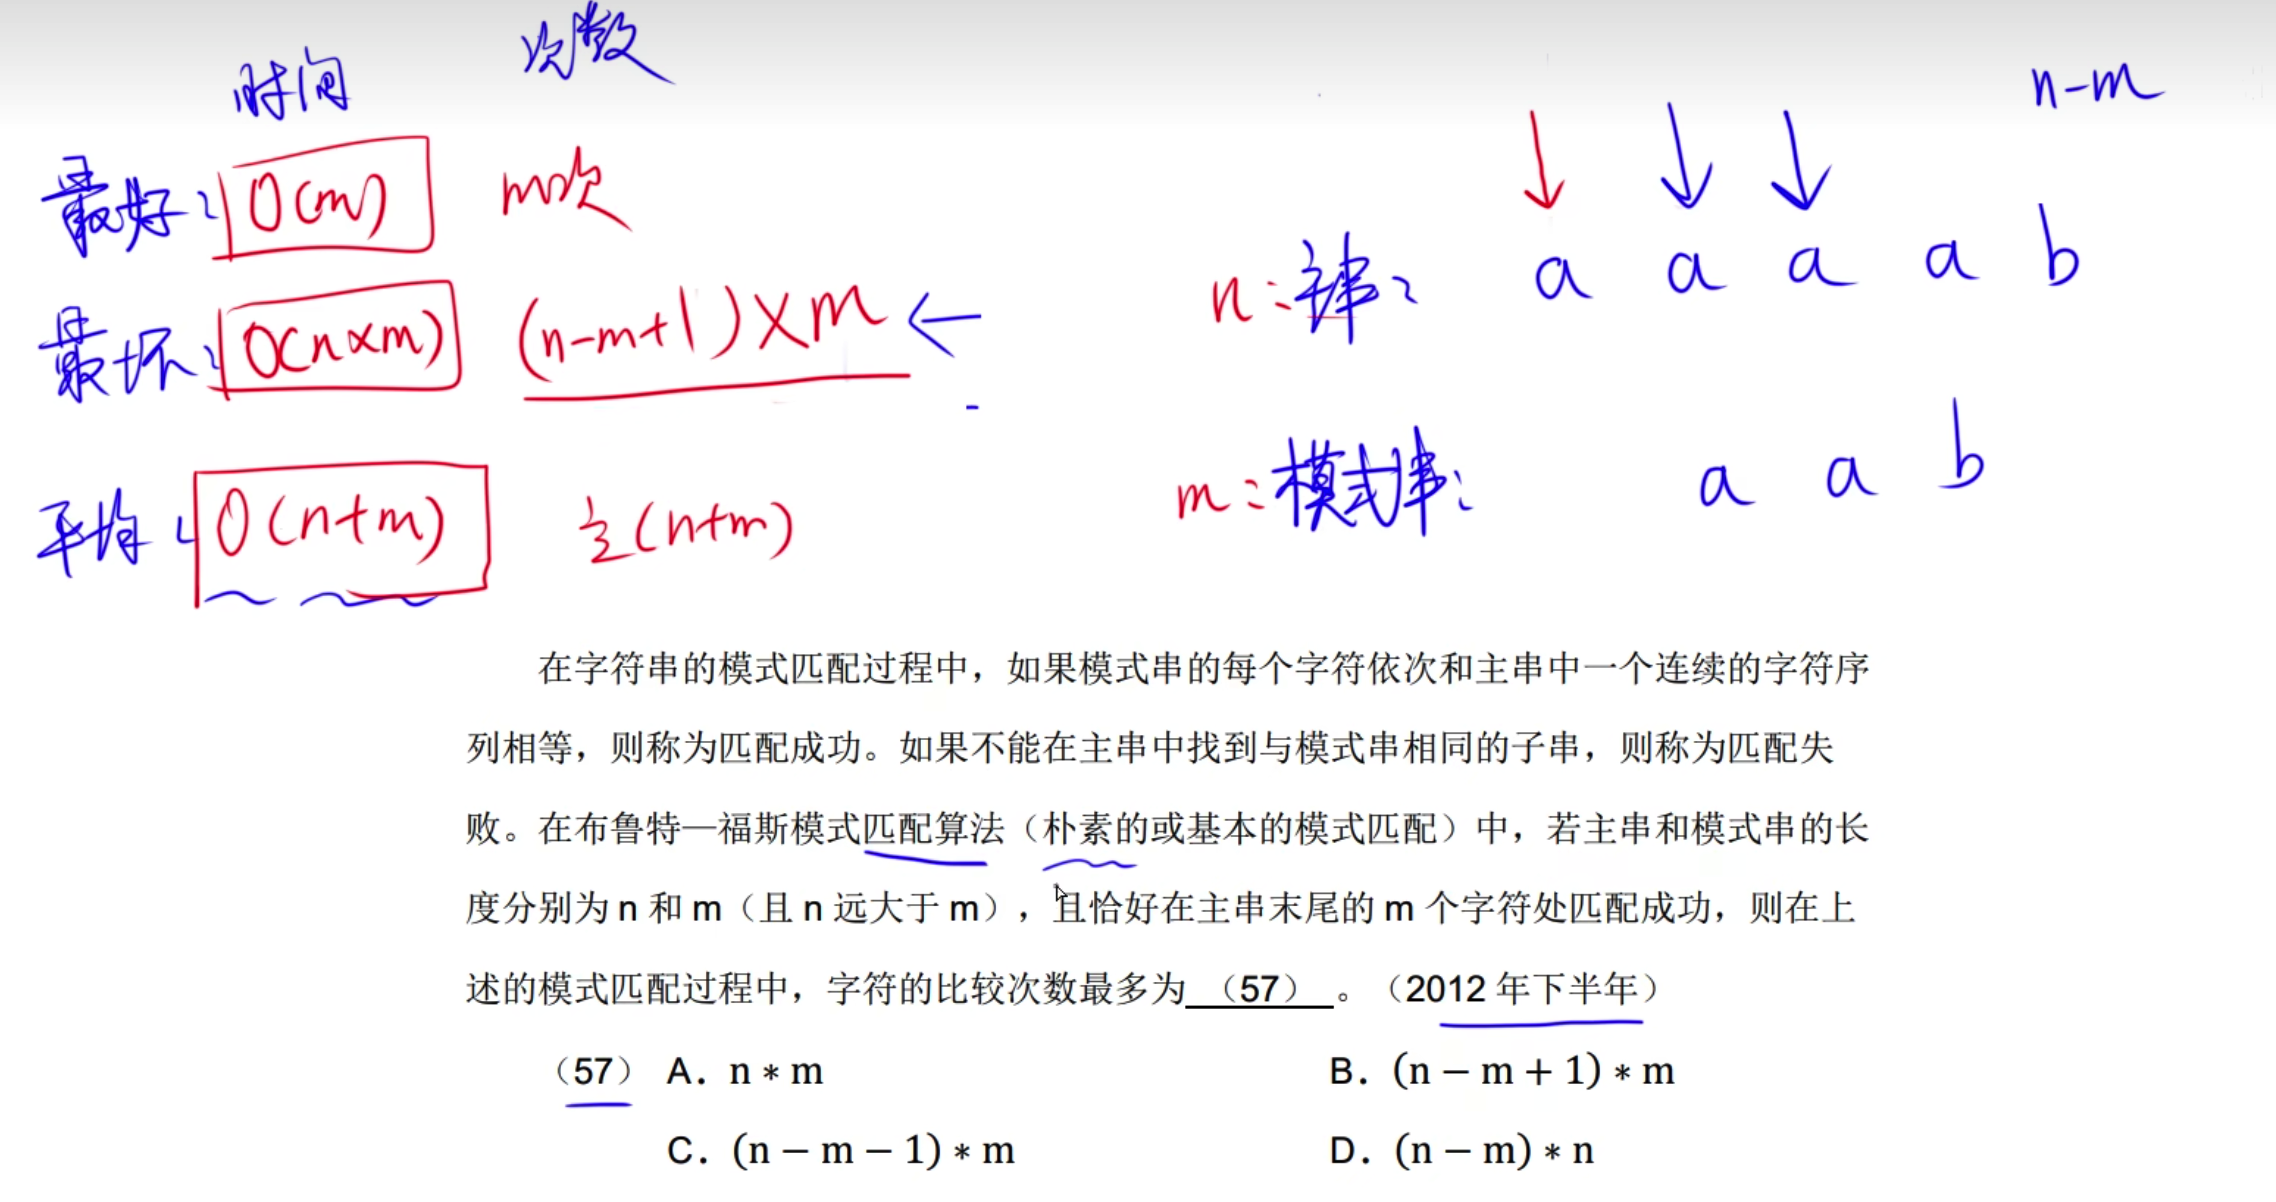 时间 次数
n-m
最好: O(m) m次
n:主串: a a a a b
最坏: O(n×m) (n-m+1)×m
m:模式串: a a b
平均: O(n+m) ½(n+m)
在字符串的模式匹配过程中，如果模式串的每个字符依次和主串中一个连续的字符序
列相等，则称为匹配成功。如果不能在主串中找到与模式串相同的子串，则称为匹配失
败。在布鲁特—福斯模式匹配算法（朴素的或基本的模式匹配）中，若主串和模式串的长
度分别为 n 和 m（且 n 远大于 m），且恰好在主串末尾的 m 个字符处匹配成功，则在上
述的模式匹配过程中，字符的比较次数最多为 （57） 。（2012 年下半年）
（57） A. n ∗ m B. (n − m + 1) ∗ m
C. (n − m − 1) ∗ m D. (n − m) ∗ n